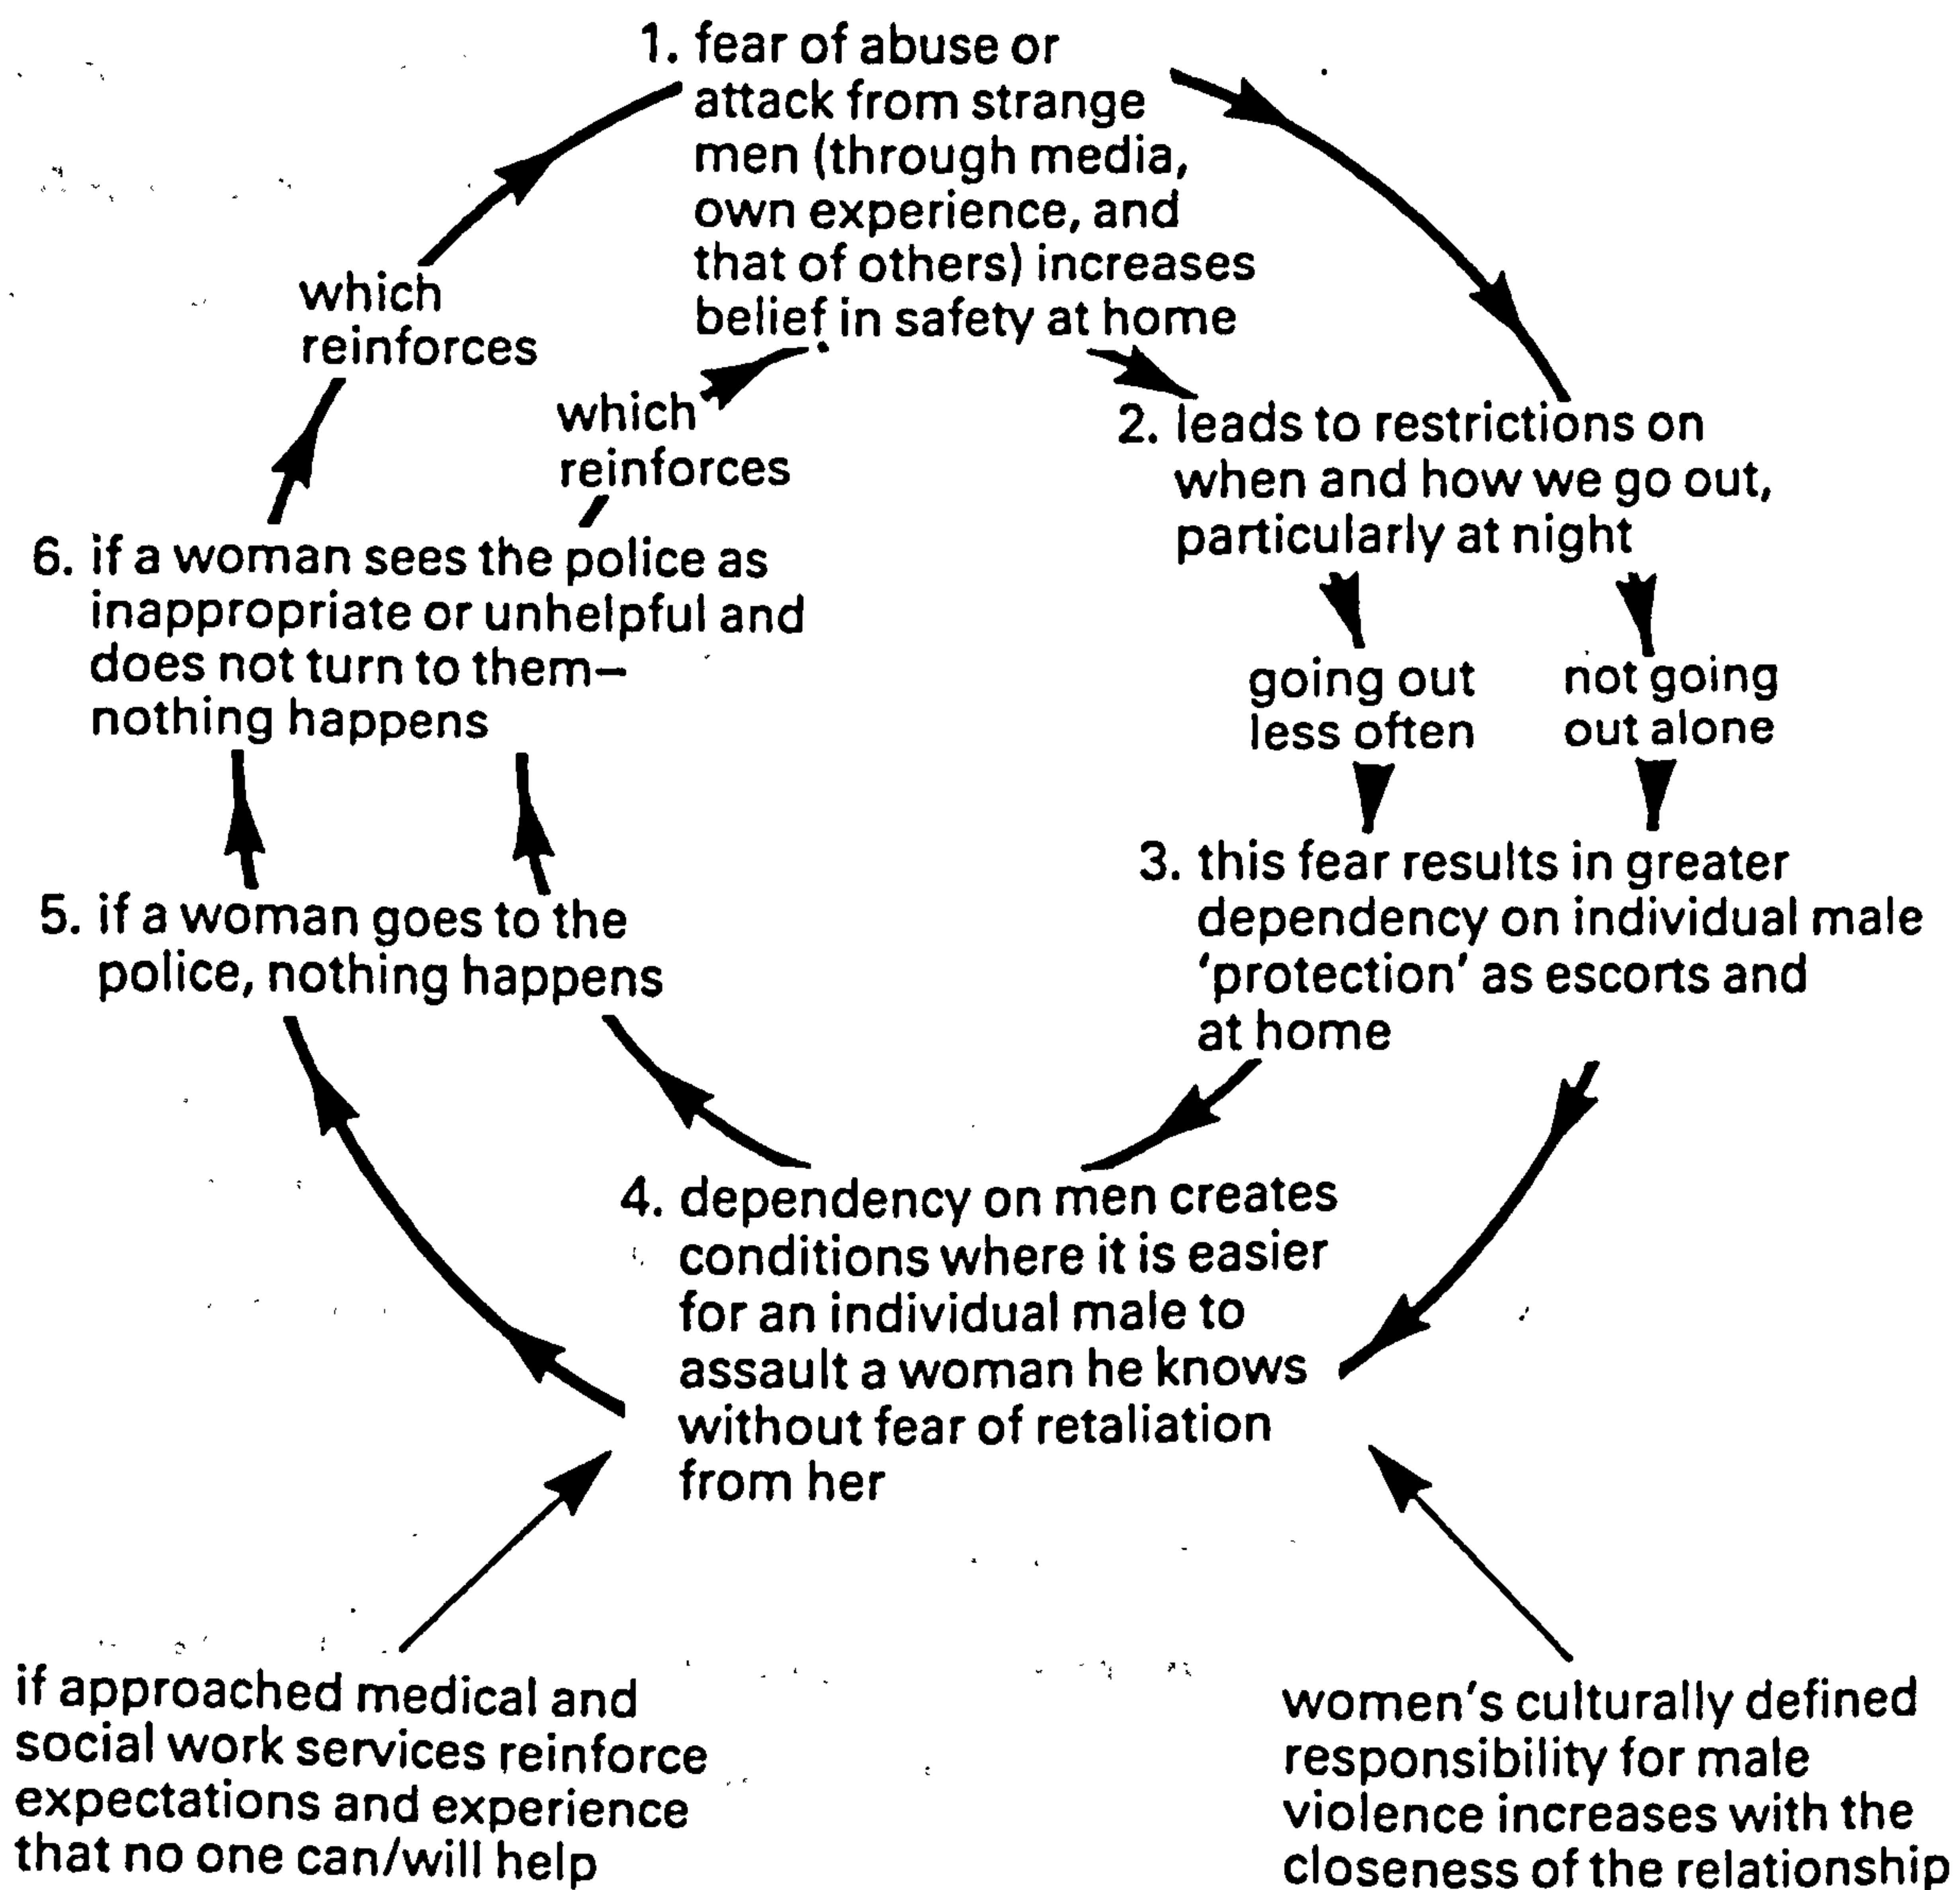 1. fear of abuse or
attack from strange
men (through media,
own experience, and
that of others) increases
belief in safety at home
which
reinforces
which
reinforces
2. leads to restrictions on
when and how we go out,
particularly at night
going out
less often
not going
out alone
3. this fear results in greater
dependency on individual male
‘protection’ as escorts and
at home
4. dependency on men creates
conditions where it is easier
for an individual male to
assault a woman he knows
without fear of retaliation
from her
5. if a woman goes to the
police, nothing happens
6. if a woman sees the police as
inappropriate or unhelpful and
does not turn to them–
nothing happens
if approached medical and
social work services reinforce
expectations and experience
that no one can/will help
women's culturally defined
responsibility for male
violence increases with the
closeness of the relationship